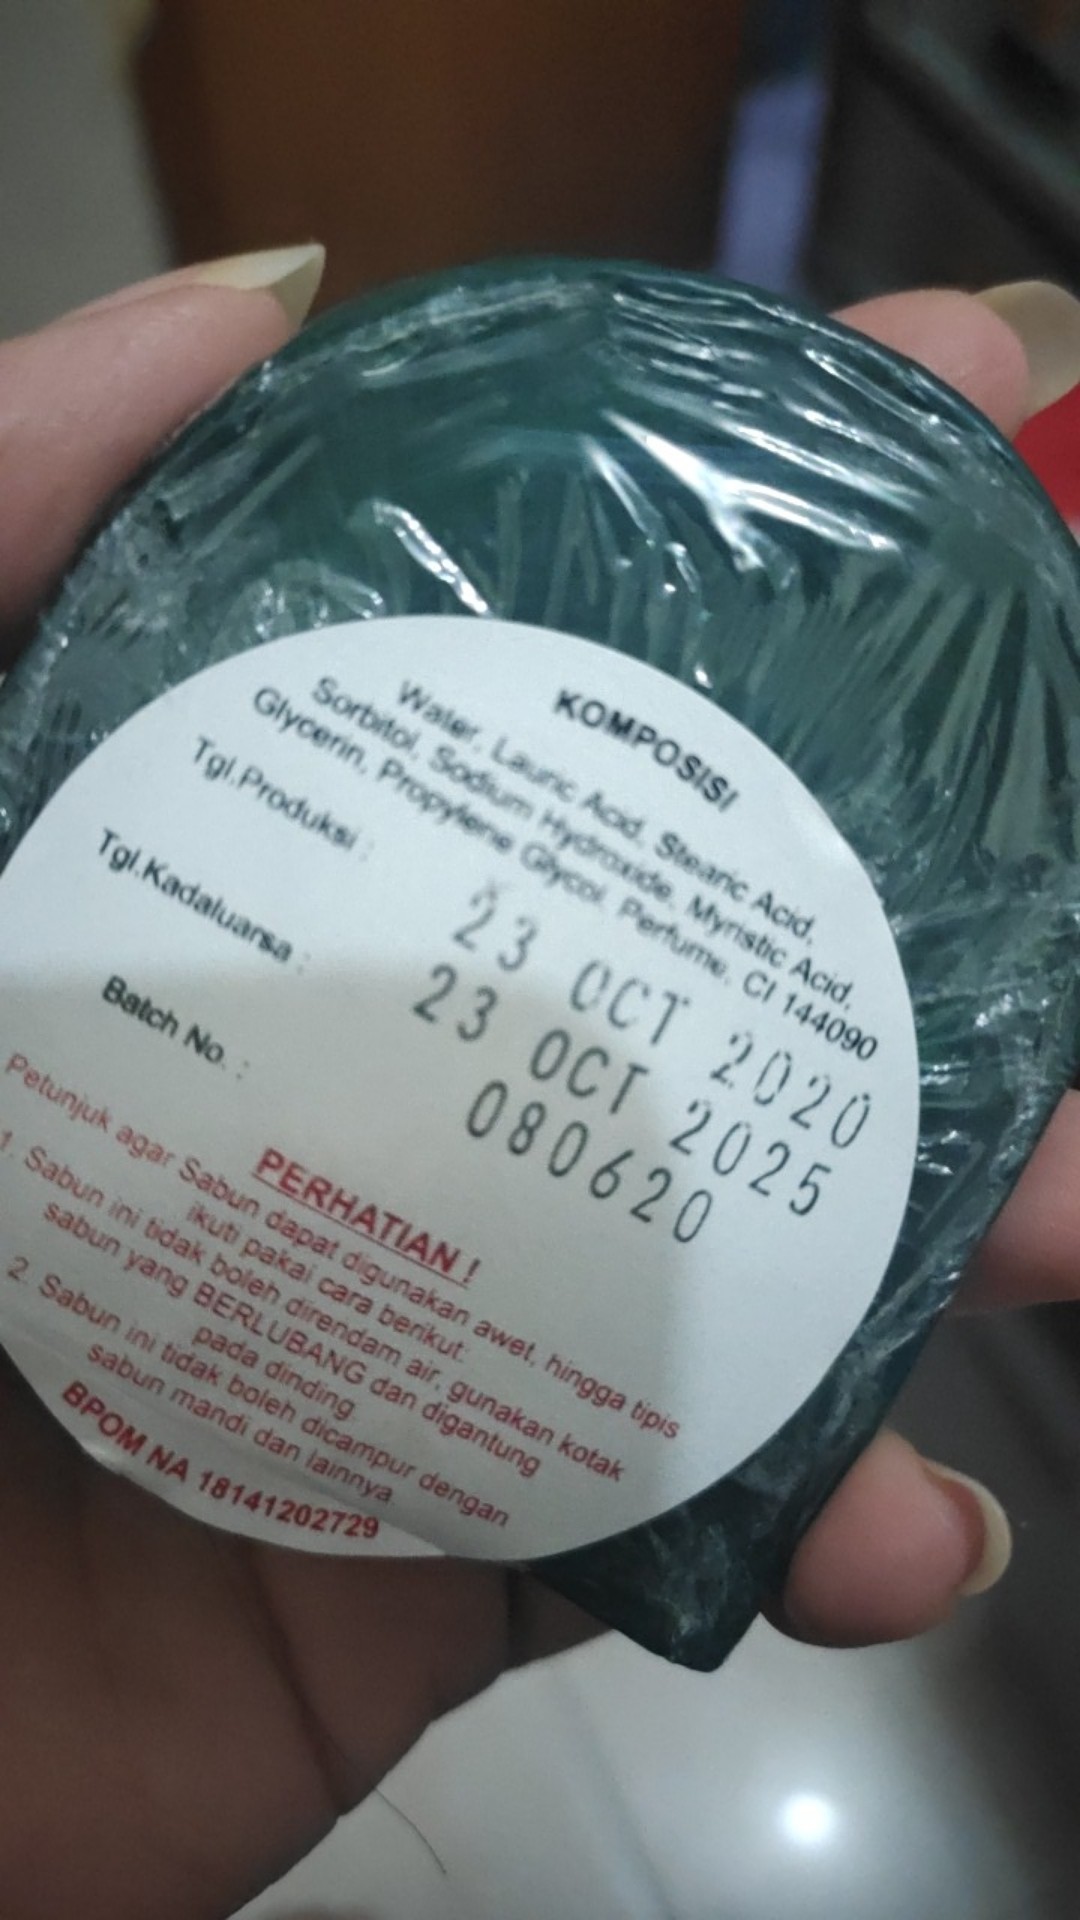 KOMPOSISI
Water, Lauric Acid, Stearic Acid,
Sorbitol, Sodium Hydroxide, Myristic Acid,
Glycerin, Propylene Glycol, Perfume, CI 144090
Tgl.Produksi : 23 OCT 2020
Tgl.Kadaluarsa : 23 OCT 2025
Batch No. : 080620
PERHATIAN !
Petunjuk agar Sabun dapat digunakan awet, hingga tipis
ikuti pakai cara berikut:
1. Sabun ini tidak boleh direndam air, gunakan kotak
sabun yang BERLUBANG dan digantung
pada dinding.
2. Sabun ini tidak boleh dicampur dengan
sabun mandi dan lainnya.
BPOM NA 18141202729